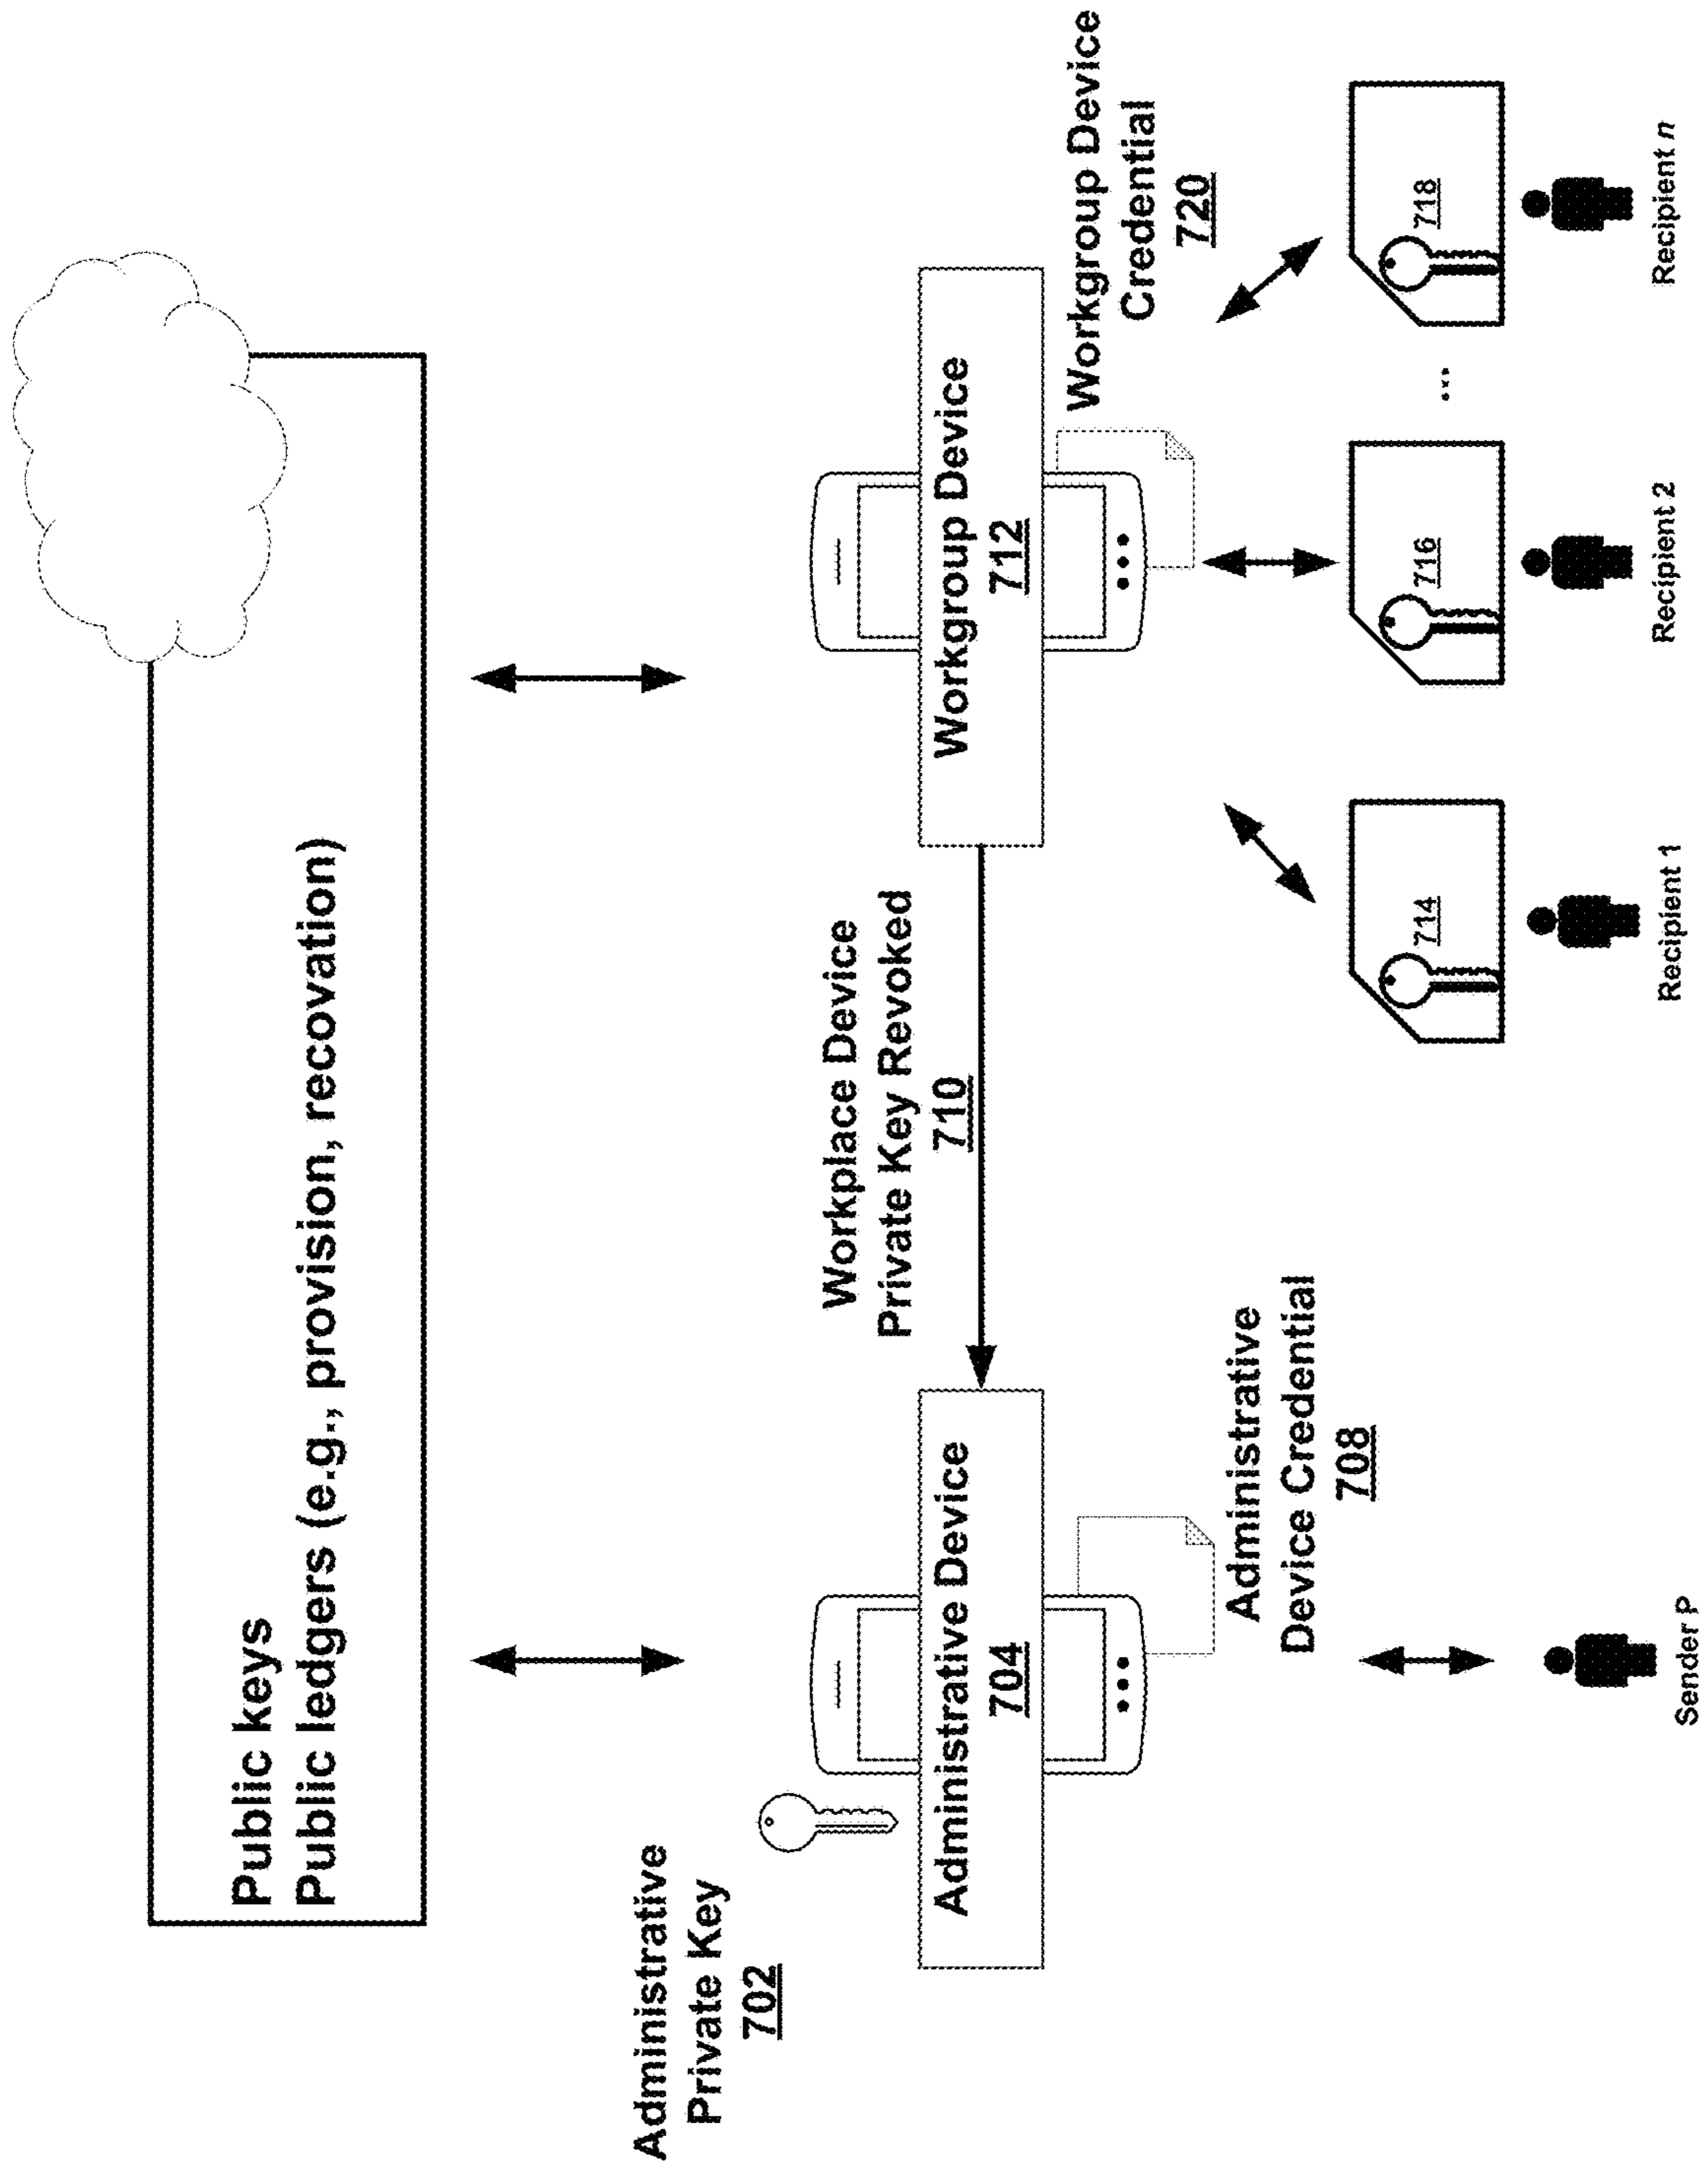 Public keys
Public ledgers (e.g., provision, recovation)
Administrative
Private Key
702
Administrative Device
704
Workplace Device
Private Key Revoked
710
Workgroup Device
712
Administrative
Device Credential
708
Workgroup Device
Credential
720
714
716
...
718
Sender P
Recipient 1
Recipient 2
Recipient n